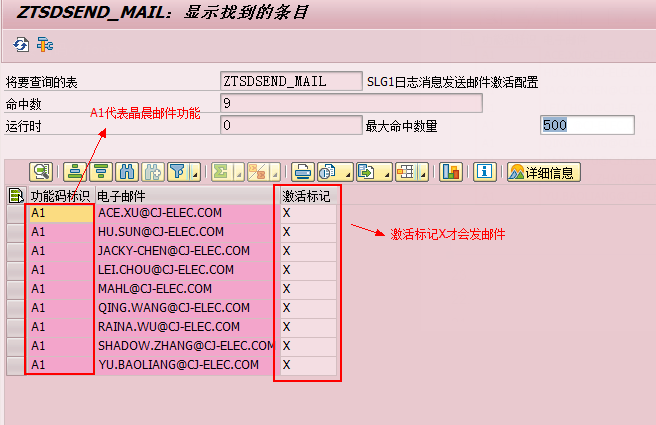 ZTSDSEND_MAIL: 显示找到的条目
将要查询的表 ZTSDSEND_MAIL SLG1日志消息发送邮件激活配置
命中数 9
A1代表晶晨邮件功能
运行时 0 最大命中数量 500
详细信息
功能码标识 电子邮件 激活标记
A1 ACE.XU@CJ-ELEC.COM X
A1 HU.SUN@CJ-ELEC.COM X
激活标记X才会发邮件
A1 JACKY-CHEN@CJ-ELEC.COM X
A1 LEI.CHOU@CJ-ELEC.COM X
A1 MAHL@CJ-ELEC.COM X
A1 QING.WANG@CJ-ELEC.COM X
A1 RAINA.WU@CJ-ELEC.COM X
A1 SHADOW.ZHANG@CJ-ELEC.COM X
A1 YU.BAOLIANG@CJ-ELEC.COM X